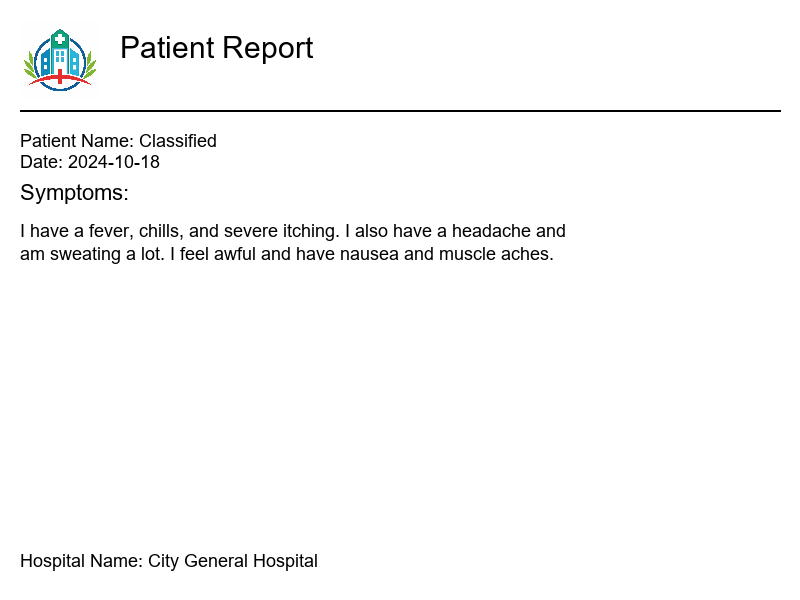 Patient Report
Patient Name: Classified
Date: 2024-10-18
Symptoms:
I have a fever, chills, and severe itching. I also have a headache and
am sweating a lot. I feel awful and have nausea and muscle aches.
Hospital Name: City General Hospital